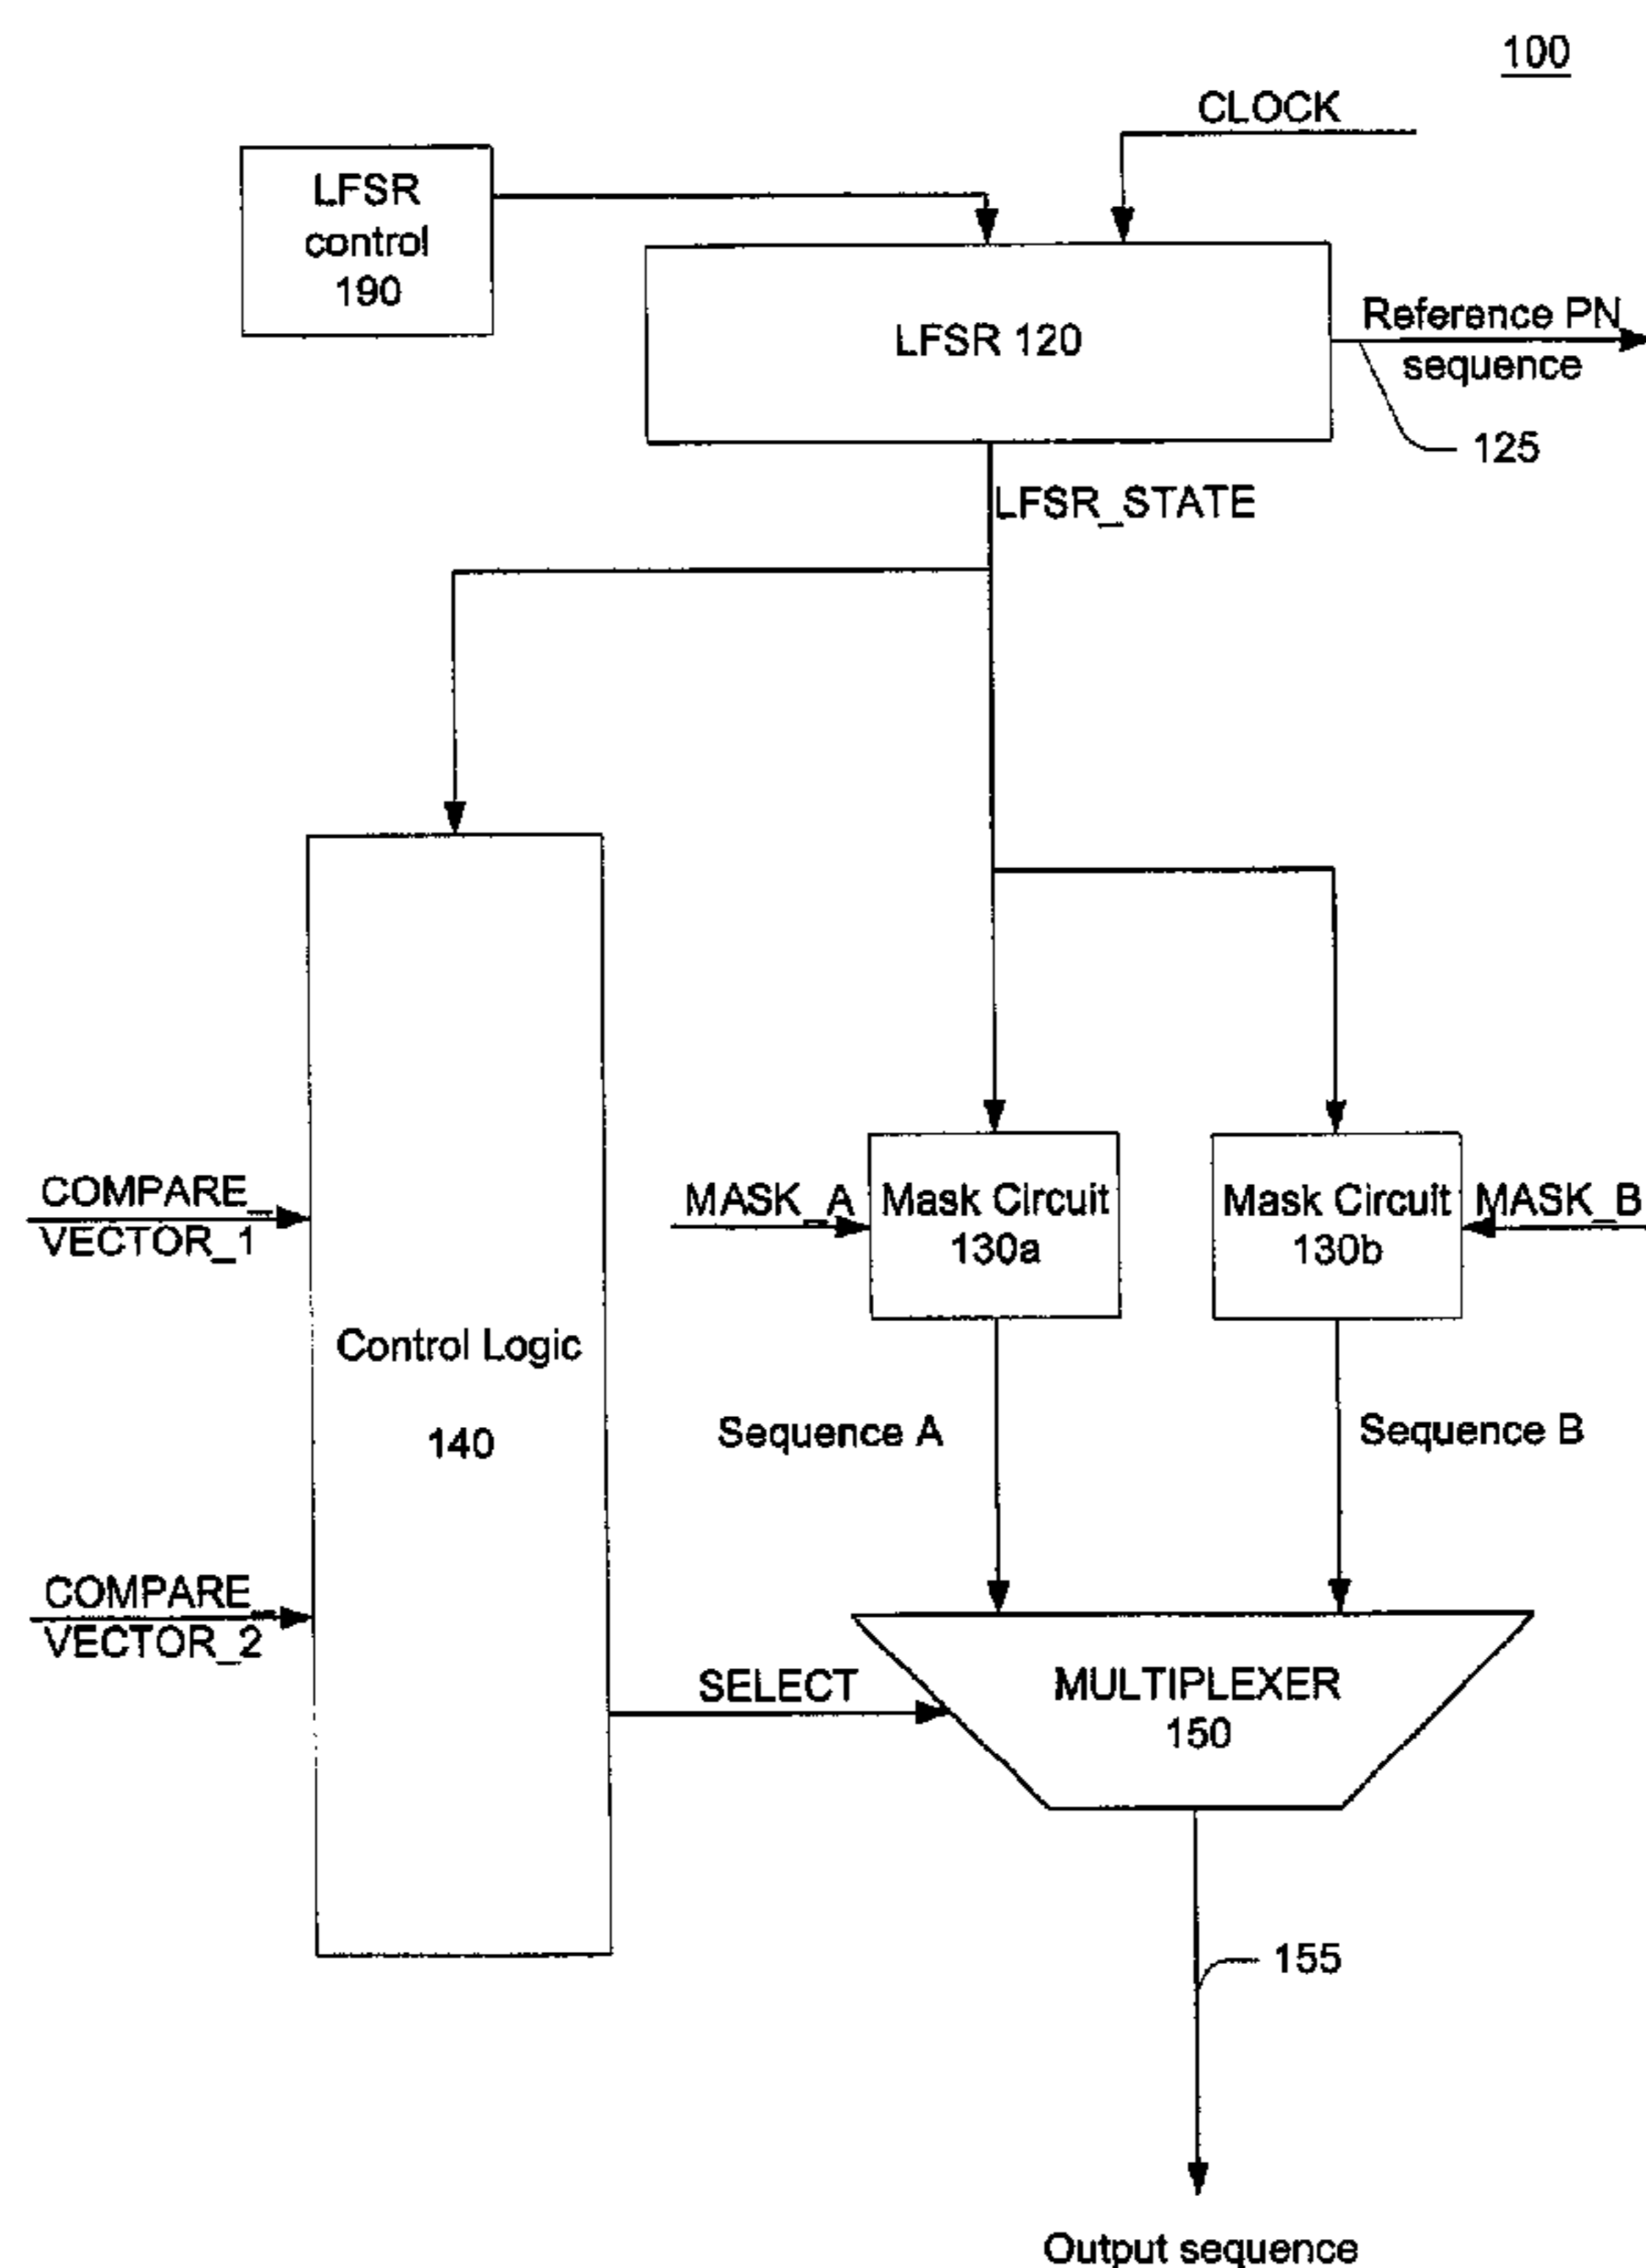 100
CLOCK
LFSR
control
190
LFSR 120
Reference PN
sequence
125
LFSR_STATE
COMPARE_
VECTOR_1
MASK_A
Mask Circuit
130a
Mask Circuit
130b
MASK_B
Control Logic
140
Sequence A
Sequence B
COMPARE_
VECTOR_2
SELECT
MULTIPLEXER
150
155
Output sequence